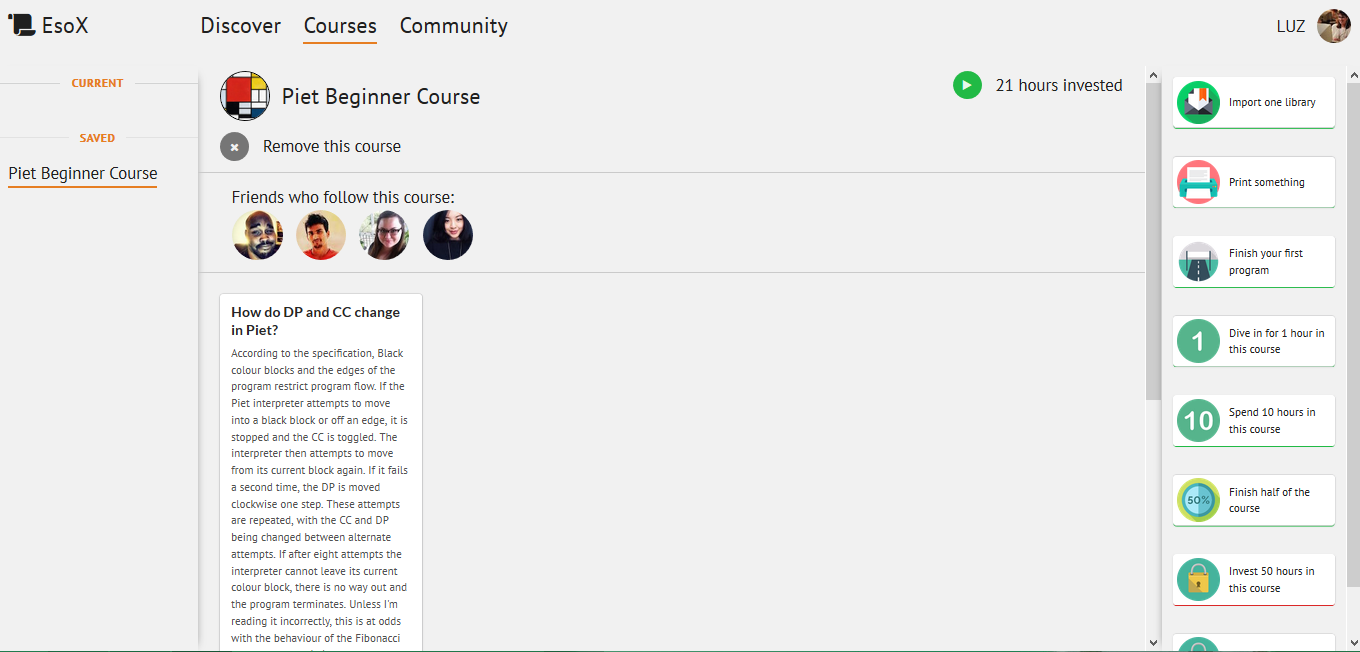 EsoX
Discover Courses Community
LUZ
CURRENT
SAVED
Piet Beginner Course
Piet Beginner Course
21 hours invested
Remove this course
Friends who follow this course:
How do DP and CC change
in Piet?
According to the specification, Black
colour blocks and the edges of the
program restrict program flow. If the
Piet interpreter attempts to move
into a black block or off an edge, it is
stopped and the CC is toggled. The
interpreter then attempts to move
from its current block again. If it fails
a second time, the DP is moved
clockwise one step. These attempts
are repeated, with the CC and DP
being changed between alternate
attempts. If after eight attempts the
interpreter cannot leave its current
colour block, there is no way out and
the program terminates. Unless I'm
reading it incorrectly, this is at odds
with the behaviour of the Fibonacci
Import one library
Print something
Finish your first
program
1
Dive in for 1 hour in
this course
10
Spend 10 hours in
this course
50%
Finish half of the
course
Invest 50 hours in
this course